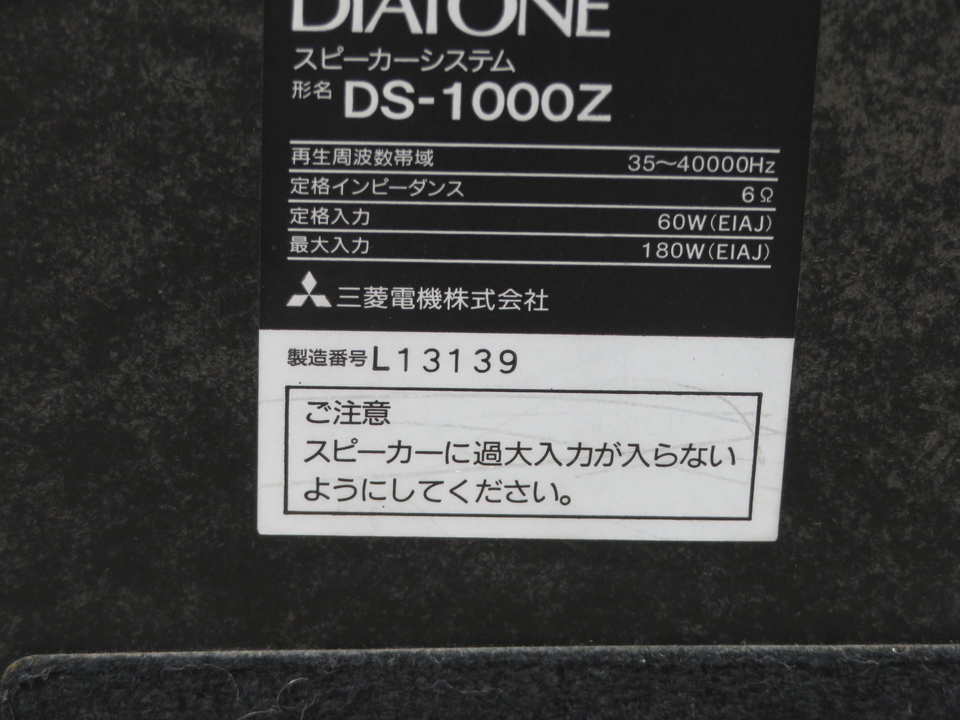 DIATONE
スピーカーシステム
形名 DS-1000Z
再生周波数帯域 35〜40000Hz
定格インピーダンス 6Ω
定格入力 60W(EIAJ)
最大入力 180W(EIAJ)
三菱電機株式会社
製造番号 L13139
ご注意
スピーカーに過大入力が入らない
ようにしてください。